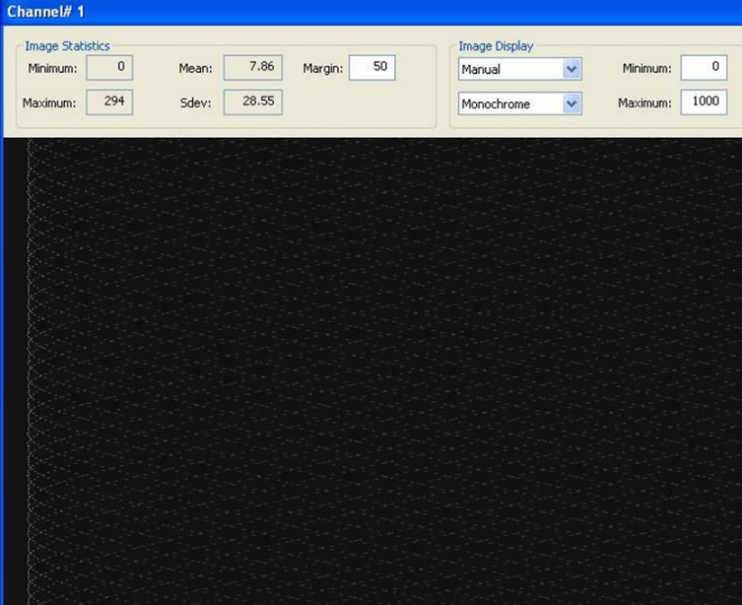 Channel# 1
Image Statistics
Minimum: 0 Mean: 7.86 Margin: 50
Maximum: 294 Sdev: 28.55
Image Display
Manual Minimum: 0
Monochrome Maximum: 1000